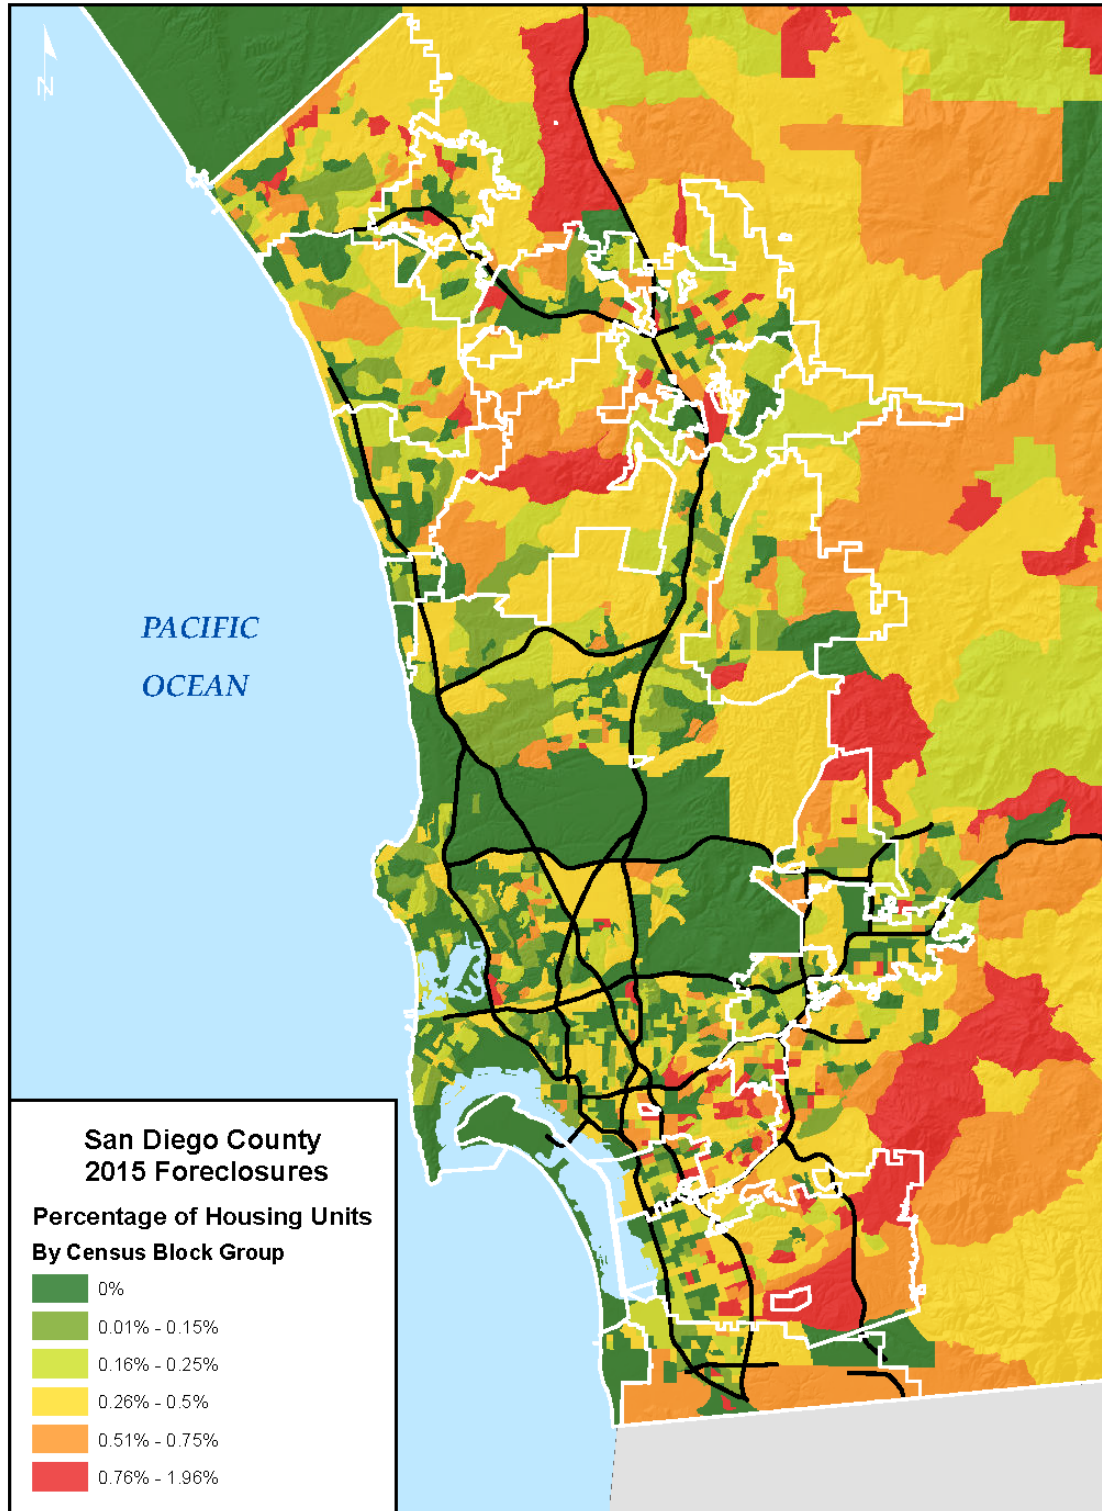 N
PACIFIC
OCEAN
San Diego County
2015 Foreclosures
Percentage of Housing Units
By Census Block Group
0%
0.01% - 0.15%
0.16% - 0.25%
0.26% - 0.5%
0.51% - 0.75%
0.76% - 1.96%